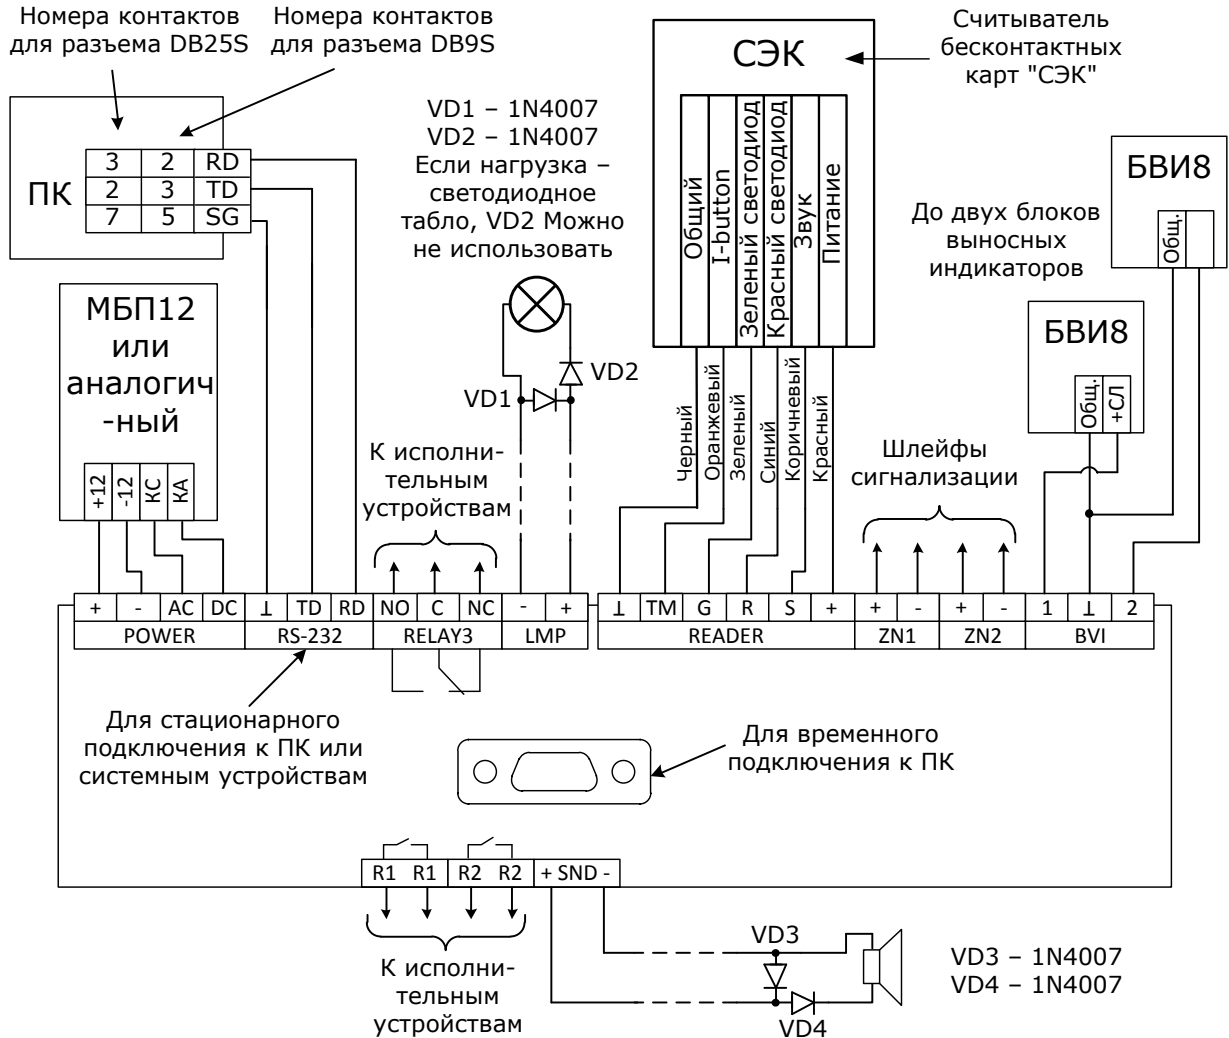 Номера контактов
для разъема DB25S
Номера контактов
для разъема DB9S
ПК
3 2 RD
2 3 TD
7 5 SG
VD1 – 1N4007
VD2 – 1N4007
Если нагрузка –
светодиодное
табло, VD2 Можно
не использовать
VD1
VD2
СЭК
Общий
I-button
Зеленый светодиод
Красный светодиод
Звук
Питание
Считыватель
бесконтактных
карт "СЭК"
Черный
Оранжевый
Зеленый
Синий
Коричневый
Красный
БВИ8
Общ.
До двух блоков
выносных
индикаторов
БВИ8
Общ.
+СЛ
МБП12
или
аналогич
-ный
+12
-12
КС
КА
К исполни-
тельным
устройствам
Шлейфы
сигнализации
+ - AC DC ⊥ TD RD NO C NC - + ⊥ TM G R S + + - + - 1 ⊥ 2
POWER RS-232 RELAY3 LMP READER ZN1 ZN2 BVI
Для стационарного
подключения к ПК или
системным устройствам
Для временного
подключения к ПК
R1 R1 R2 R2 + SND -
К исполни-
тельным
устройствам
VD3
VD4
VD3 – 1N4007
VD4 – 1N4007